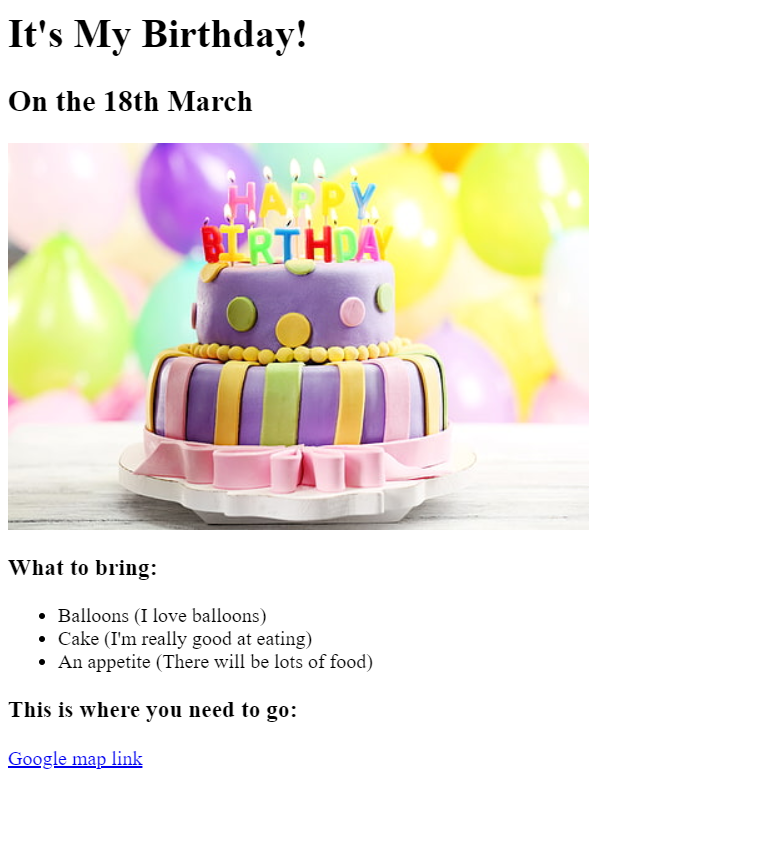 It's My Birthday!
On the 18th March
HAPPY
BIRTHDAY
What to bring:
Balloons (I love balloons)
Cake (I'm really good at eating)
An appetite (There will be lots of food)
This is where you need to go:
Google map link